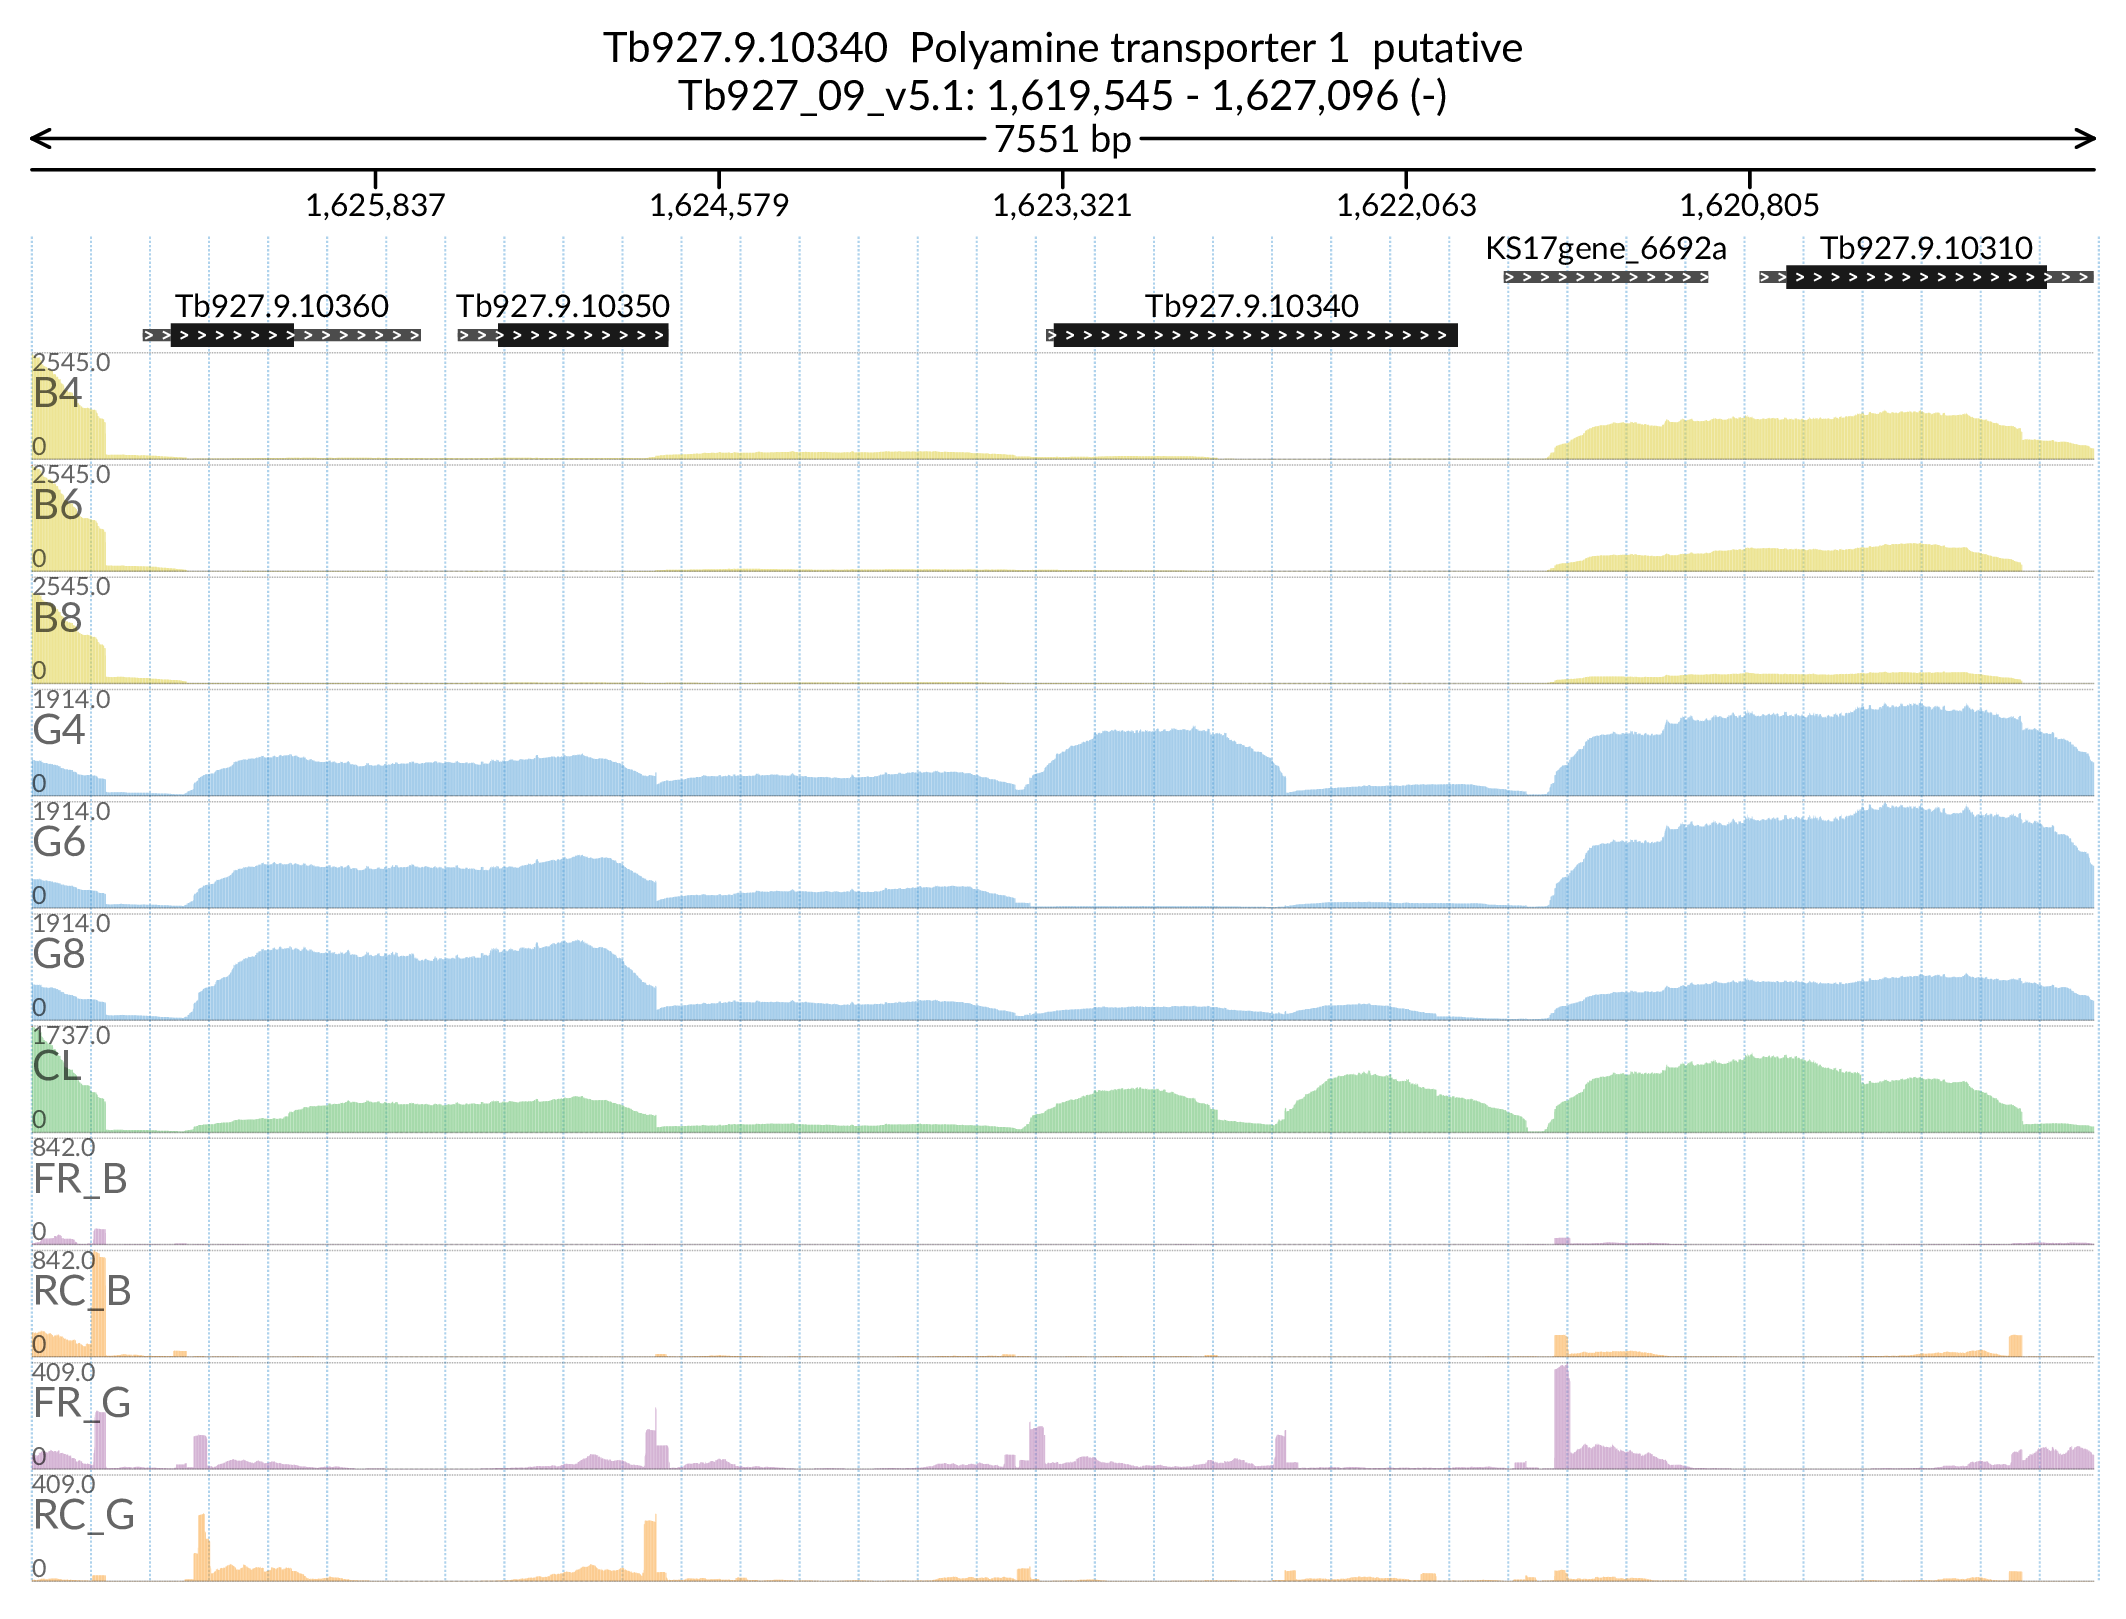 Tb927.9.10340  Polyamine transporter 1  putative
Tb927_09_v5.1: 1,619,545 - 1,627,096 (-)
7551 bp
1,625,837 1,624,579 1,623,321 1,622,063 1,620,805
KS17gene_6692a Tb927.9.10310
Tb927.9.10360 Tb927.9.10350 Tb927.9.10340
2545.0
B4
0
2545.0
B6
0
2545.0
B8
0
1914.0
G4
0
1914.0
G6
0
1914.0
G8
0
1737.0
CL
0
842.0
FR_B
0
842.0
RC_B
0
409.0
FR_G
0
409.0
RC_G
0